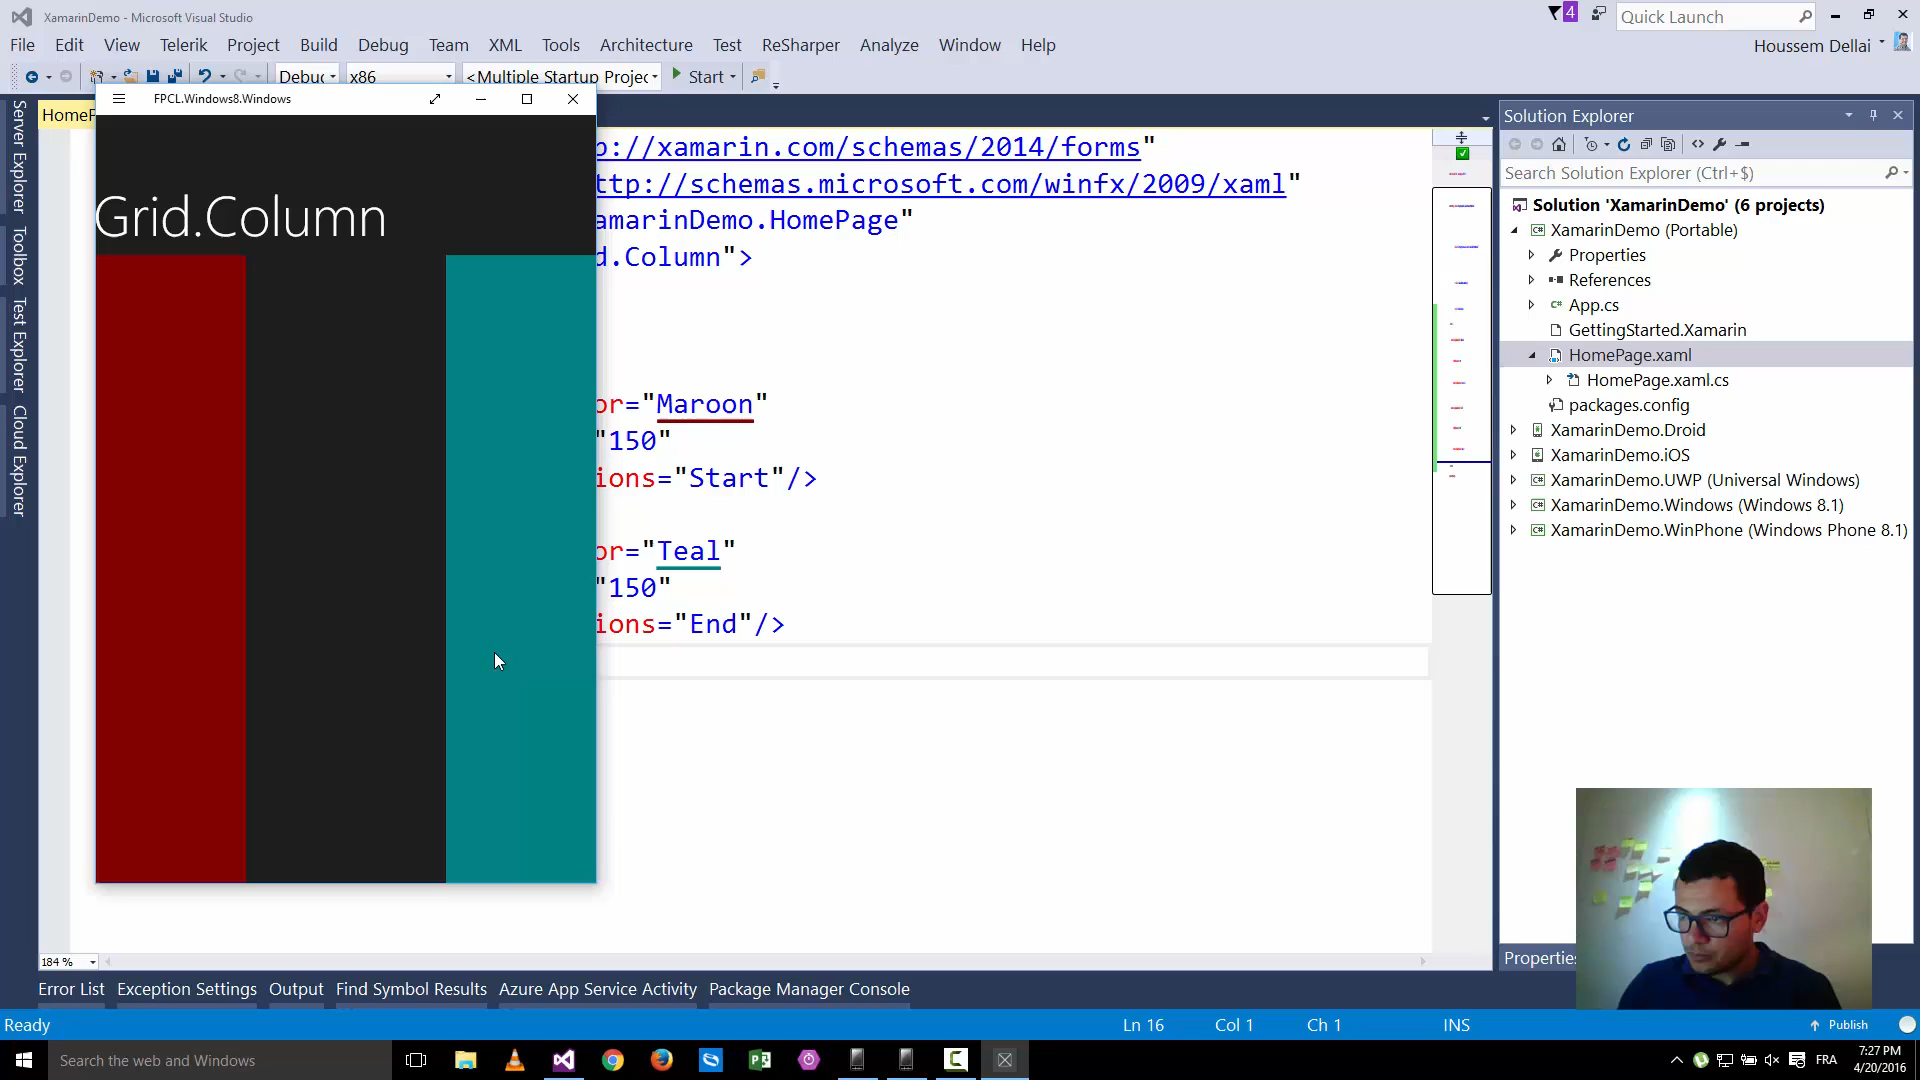 XamarinDemo - Microsoft Visual Studio
4
Quick Launch
File Edit View Telerik Project Build Debug Team XML Tools Architecture Test ReSharper Analyze Window Help
Houssem Dellai
Debug x86 <Multiple Startup Projec Start
FPCL.Windows8.Windows
HomeP
Grid.Column
p://xamarin.com/schemas/2014/forms"
ttp://schemas.microsoft.com/winfx/2009/xaml"
amarinDemo.HomePage"
d.Column">
or="Maroon"
"150"
ions="Start"/>
or="Teal"
"150"
ions="End"/>
Server Explorer
Toolbox
Test Explorer
Cloud Explorer
Solution Explorer
Search Solution Explorer (Ctrl+$)
Solution 'XamarinDemo' (6 projects)
XamarinDemo (Portable)
Properties
References
App.cs
GettingStarted.Xamarin
HomePage.xaml
HomePage.xaml.cs
packages.config
XamarinDemo.Droid
XamarinDemo.iOS
XamarinDemo.UWP (Universal Windows)
XamarinDemo.Windows (Windows 8.1)
XamarinDemo.WinPhone (Windows Phone 8.1)
Properties
184 %
Error List Exception Settings Output Find Symbol Results Azure App Service Activity Package Manager Console
Ready Ln 16 Col 1 Ch 1 INS Publish
Search the web and Windows
FRA
7:27 PM
4/20/2016